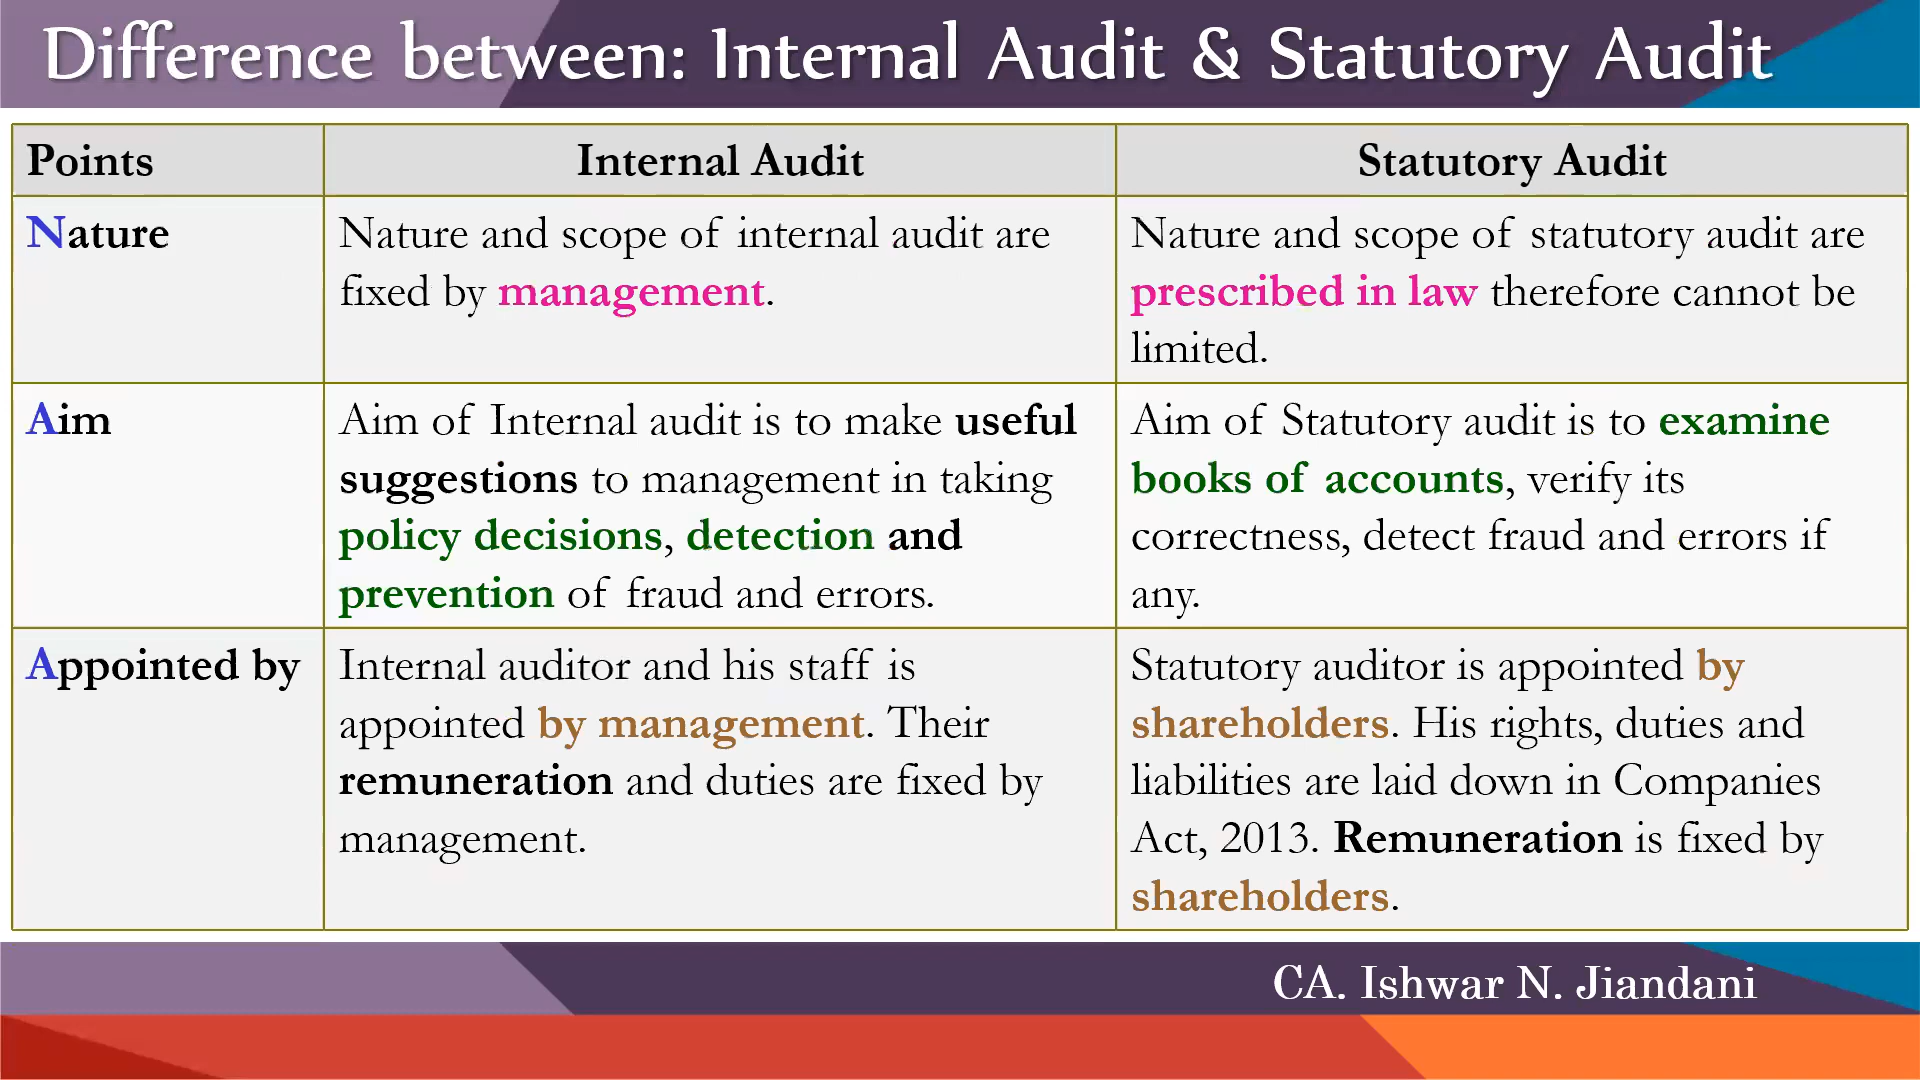 Difference between: Internal Audit & Statutory Audit
Points
Internal Audit
Statutory Audit
Nature
Nature and scope of internal audit are
fixed by management.
Nature and scope of statutory audit are
prescribed in law therefore cannot be
limited.
Aim
Aim of Internal audit is to make useful
suggestions to management in taking
policy decisions, detection and
prevention of fraud and errors.
Aim of Statutory audit is to examine
books of accounts, verify its
correctness, detect fraud and errors if
any.
Appointed by
Internal auditor and his staff is
appointed by management. Their
remuneration and duties are fixed by
management.
Statutory auditor is appointed by
shareholders. His rights, duties and
liabilities are laid down in Companies
Act, 2013. Remuneration is fixed by
shareholders.
CA. Ishwar N. Jiandani